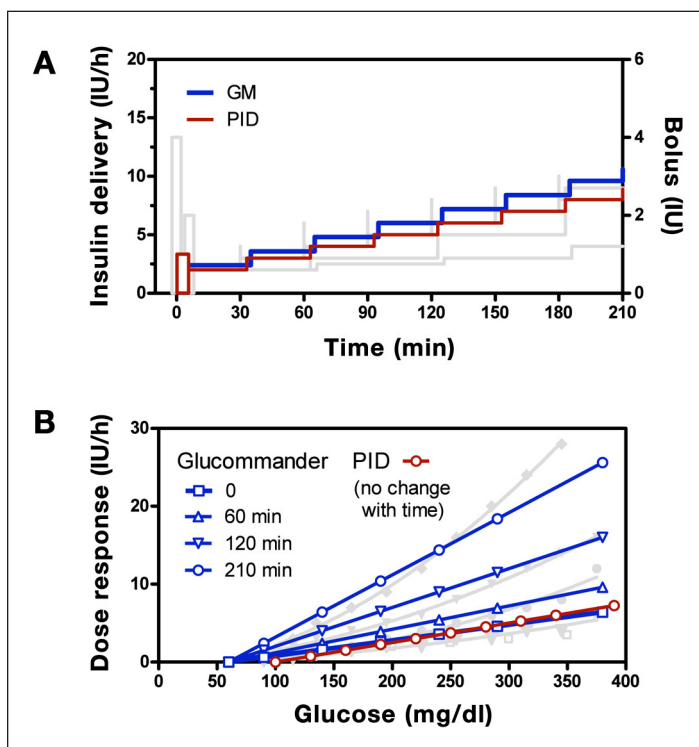 A
Insulin delivery (IU/h)
20
15
10
5
0
GM
PID
6
4
2
0
Bolus (IU)
0 30 60 90 120 150 180 210
Time (min)
B
Dose response (IU/h)
30
20
10
0
Glucommander
0
60 min
120 min
210 min
PID
(no change
with time)
0 50 100 150 200 250 300 350 400
Glucose (mg/dl)